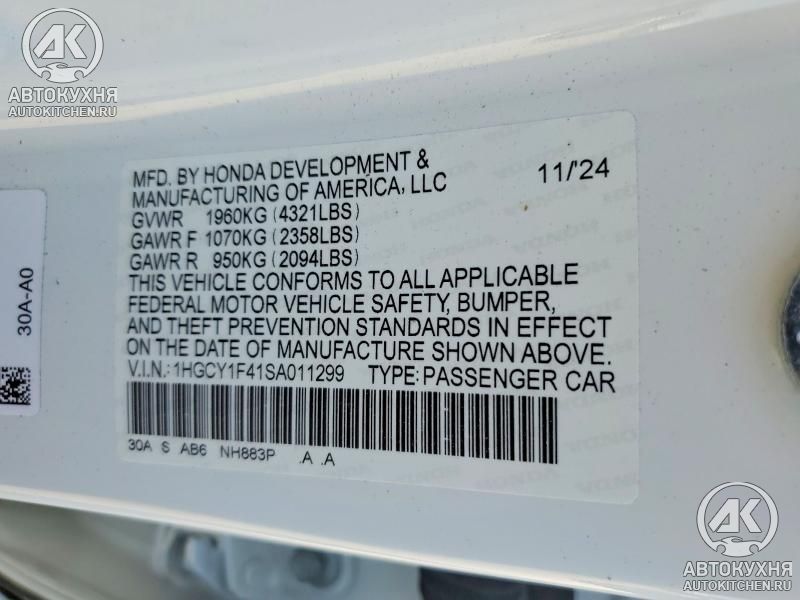 АК
АВТОКУХНЯ
AUTOKITCHEN.RU
MFD. BY HONDA DEVELOPMENT &
MANUFACTURING OF AMERICA, LLC 11/'24
GVWR 1960KG (4321LBS)
GAWR F 1070KG (2358LBS)
GAWR R 950KG (2094LBS)
THIS VEHICLE CONFORMS TO ALL APPLICABLE
FEDERAL MOTOR VEHICLE SAFETY, BUMPER,
AND THEFT PREVENTION STANDARDS IN EFFECT
ON THE DATE OF MANUFACTURE SHOWN ABOVE.
V.I.N.: 1HGCY1F41SA011299 TYPE: PASSENGER CAR
30A S AB6 NH883P .A .A
30A-A0
АК
АВТОКУХНЯ
AUTOKITCHEN.RU